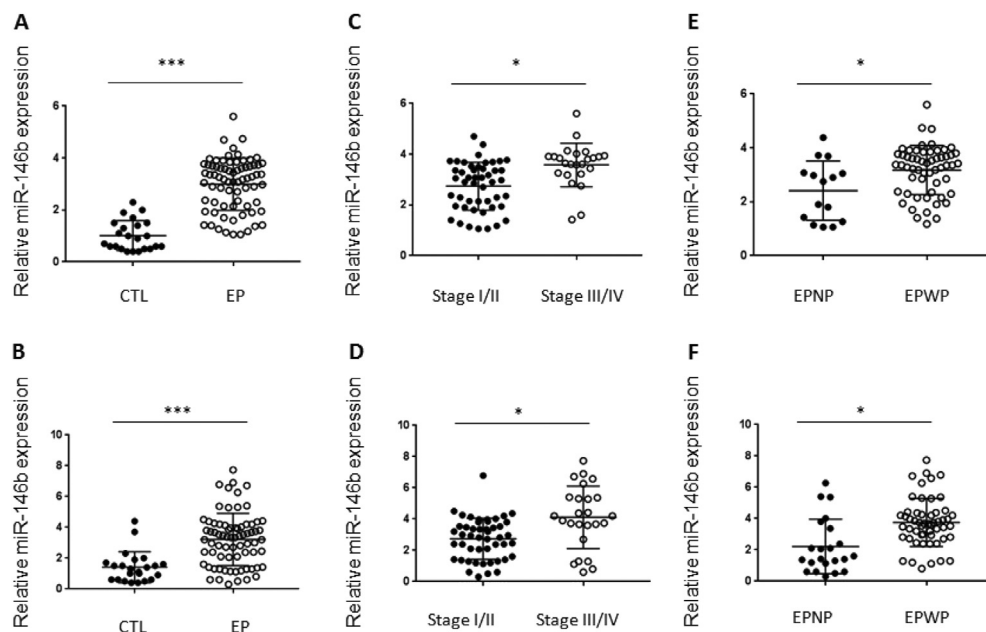 A
Relative miR-146b expression
***
6
4
2
0
CTL
EP
C
Relative miR-146b expression
*
6
4
2
0
Stage I/II
Stage III/IV
E
Relative miR-146b expression
*
6
4
2
0
EPNP
EPWP
B
Relative miR-146b expression
***
10
8
6
4
2
0
CTL
EP
D
Relative miR-146b expression
*
10
8
6
4
2
0
Stage I/II
Stage III/IV
F
Relative miR-146b expression
*
10
8
6
4
2
0
EPNP
EPWP